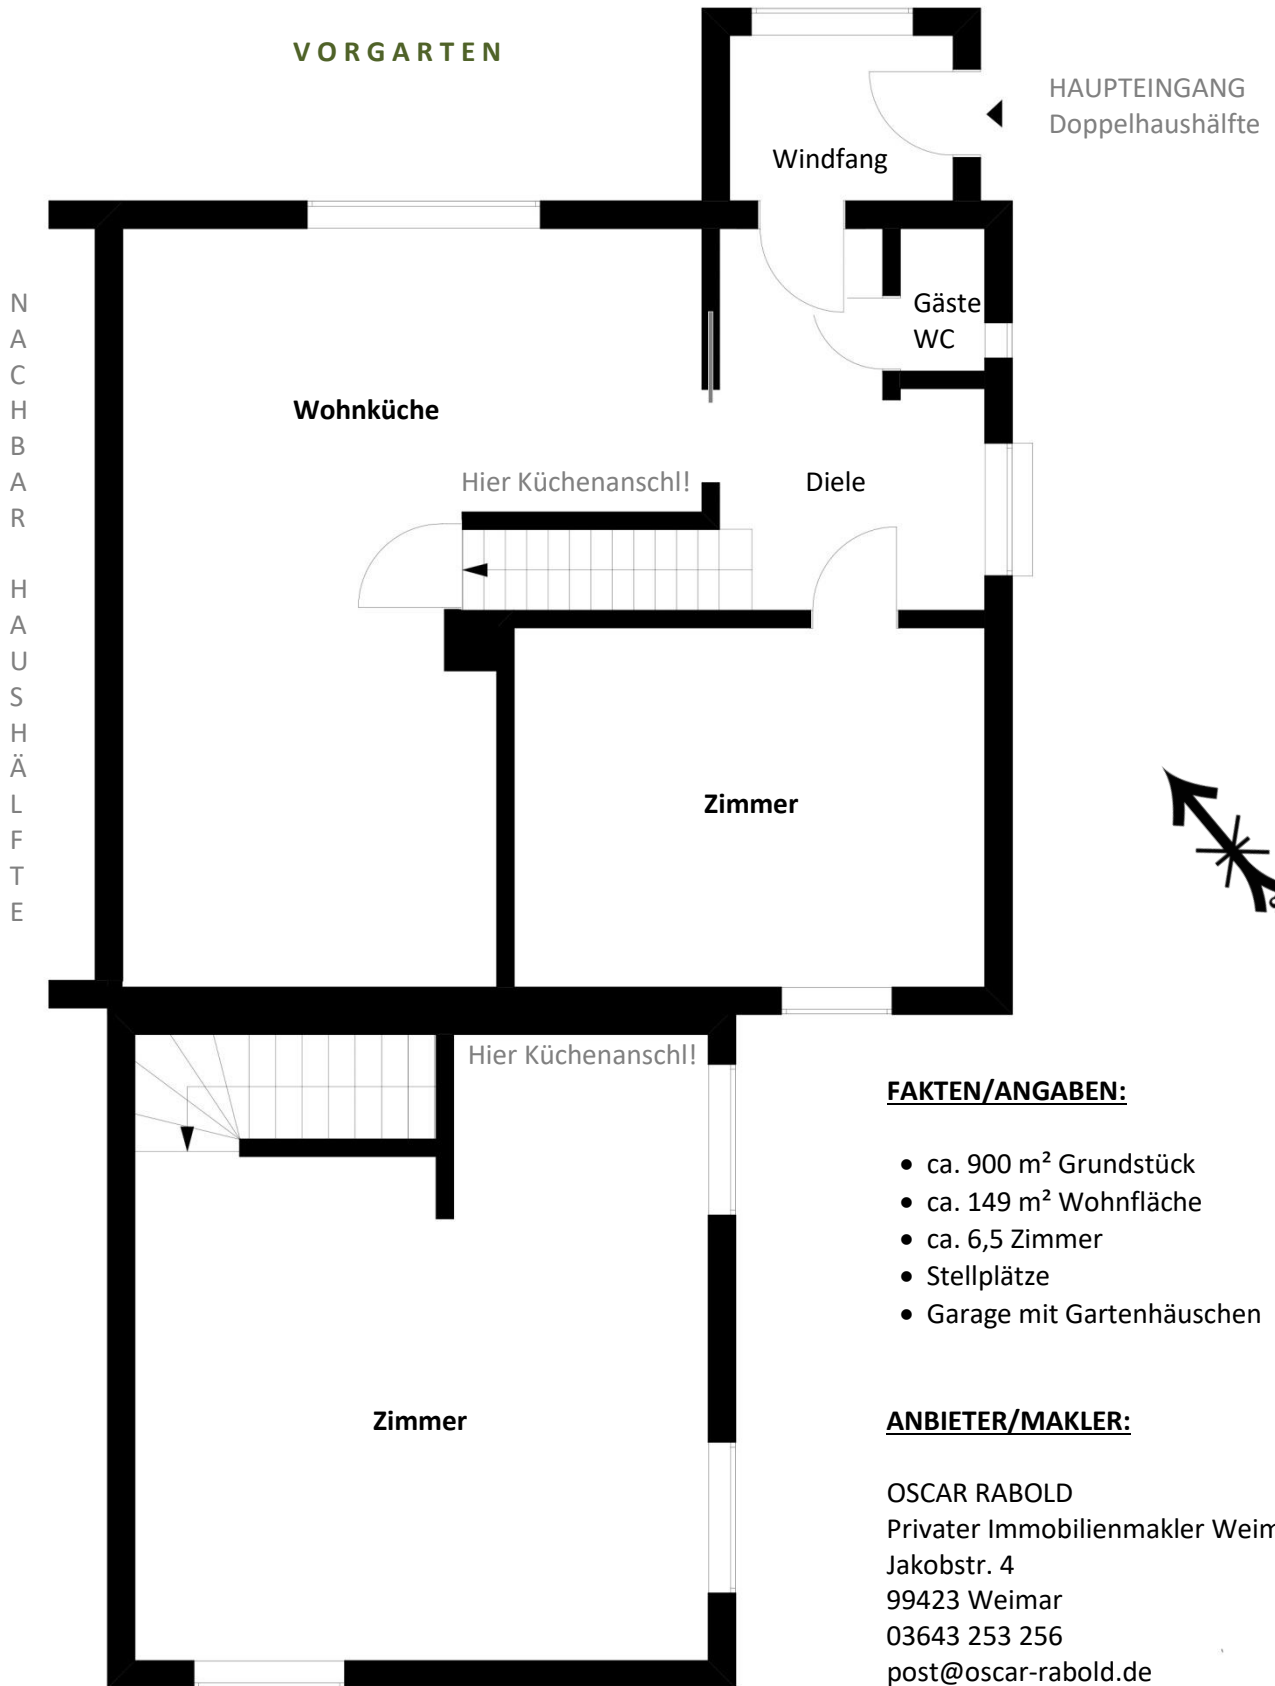 VORGARTEN
HAUPTEINGANG
Doppelhaushälfte
Windfang
Gäste
WC
NACHBAR HAUSHÄLFTE
Wohnküche
Hier Küchenanschl!
Diele
Zimmer
Hier Küchenanschl!
FAKTEN/ANGABEN:
• ca. 900 m² Grundstück
• ca. 149 m² Wohnfläche
• ca. 6,5 Zimmer
• Stellplätze
• Garage mit Gartenhäuschen
Zimmer
ANBIETER/MAKLER:
OSCAR RABOLD
Privater Immobilienmakler Weim
Jakobstr. 4
99423 Weimar
03643 253 256
post@oscar-rabold.de